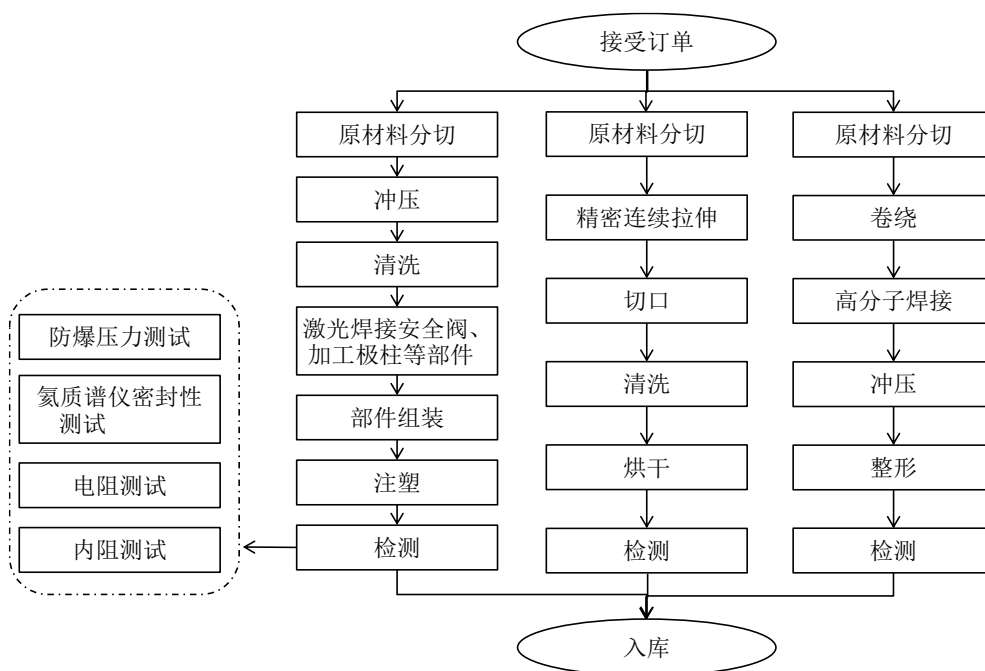 接受订单
原材料分切
原材料分切
原材料分切
冲压
精密连续拉伸
卷绕
清洗
切口
高分子焊接
防爆压力测试
激光焊接安全阀、
加工极柱等部件
清洗
冲压
氦质谱仪密封性
测试
部件组装
电阻测试
注塑
烘干
整形
内阻测试
检测
检测
检测
入库